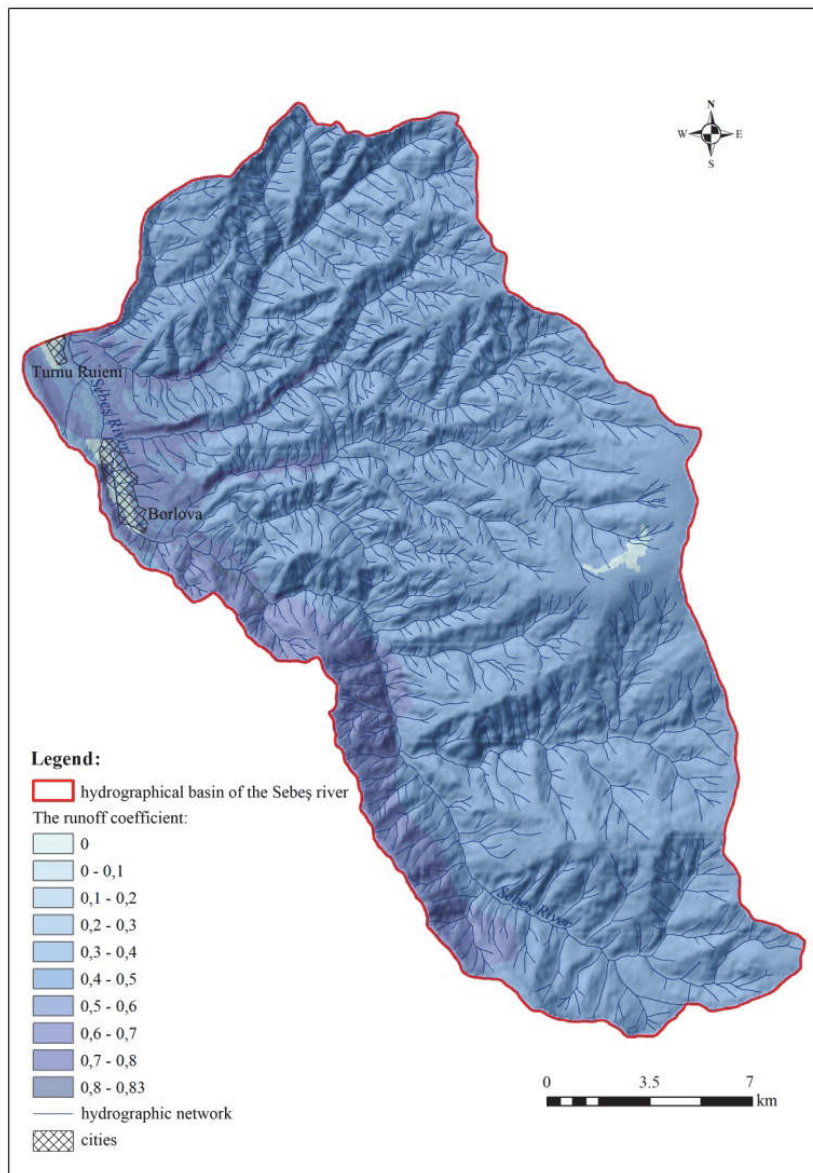 N
W E
S
Turnu Ruieni
Sebeş River
Borlova
Sebeş River
Legend:
hydrographical basin of the Sebeş river
The runoff coefficient:
0
0 - 0,1
0,1 - 0,2
0,2 - 0,3
0,3 - 0,4
0,4 - 0,5
0,5 - 0,6
0,6 - 0,7
0,7 - 0,8
0,8 - 0,83
hydrographic network
cities
0 3.5 7
km